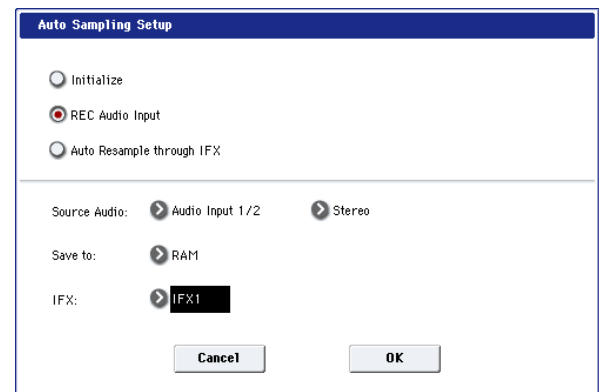 Auto Sampling Setup
Initialize
REC Audio Input
Auto Resample through IFX
Source Audio: Audio Input 1/2 Stereo
Save to: RAM
IFX: IFX1
Cancel OK